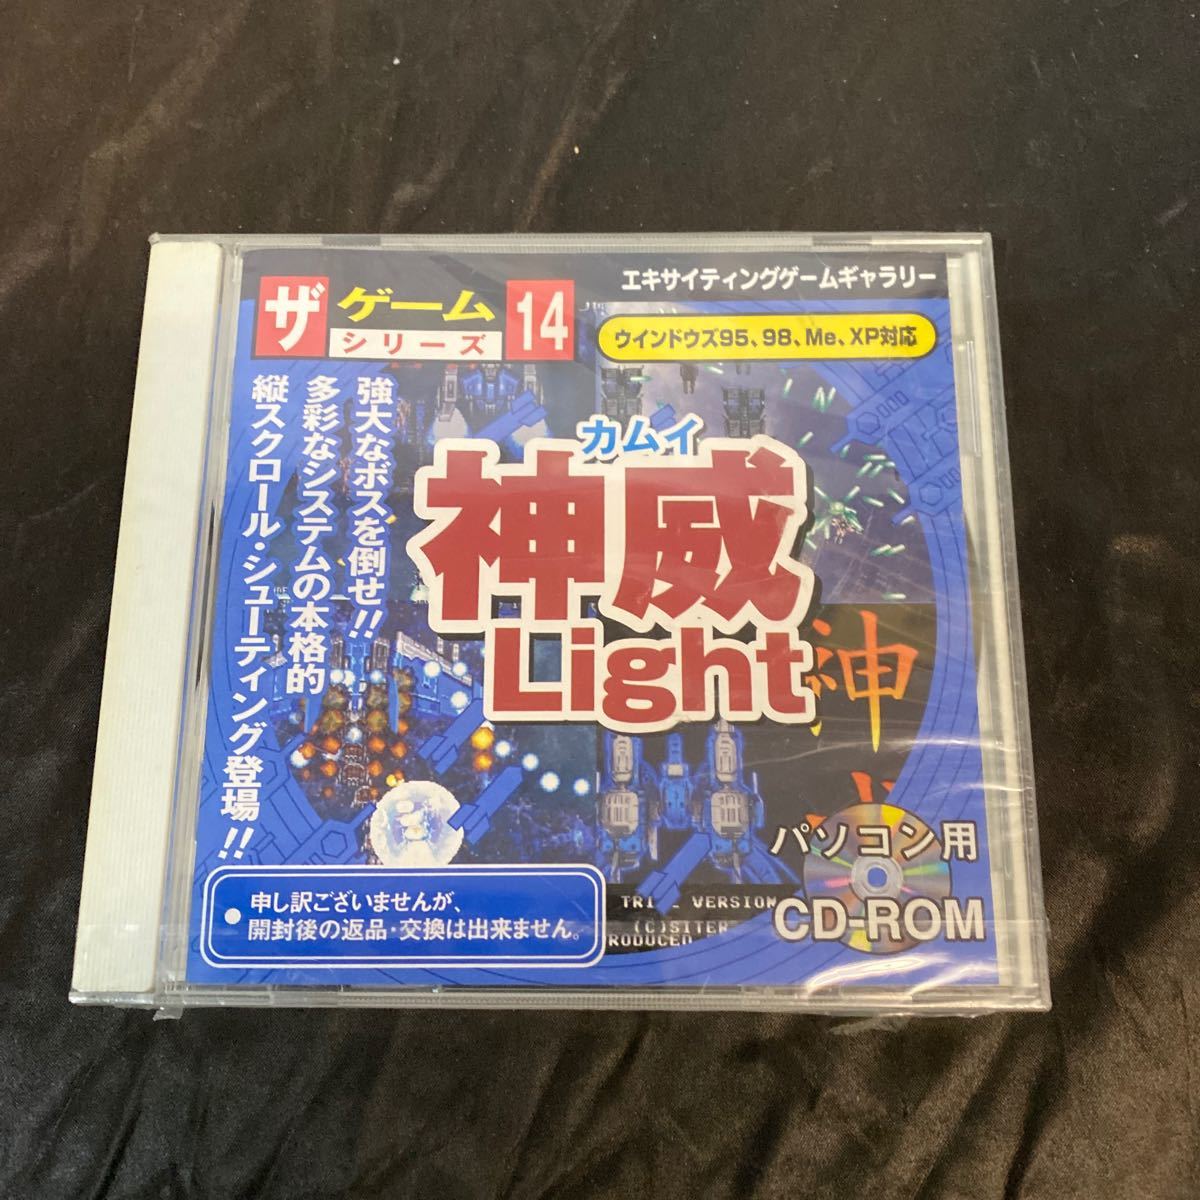 エキサイティングゲームギャラリー
ザ ゲーム シリーズ 14
ウインドウズ95、98、Me、XP対応
強大なボスを倒せ!!
多彩なシステムの本格的
縦スクロール・シューティング登場!!
カムイ
神威
Light
神
パソコン用
CD-ROM
VERSION
(C)SITER
●申し訳ございませんが、
開封後の返品・交換は出来ません。